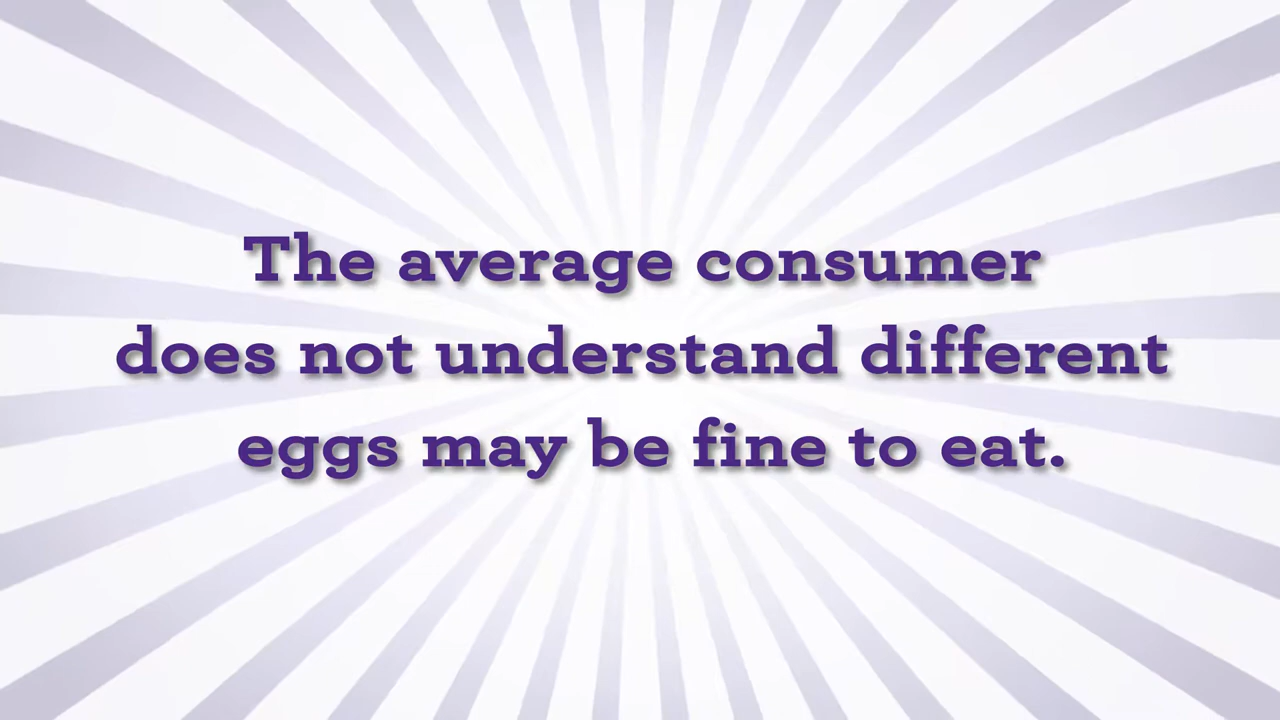 The average consumer
does not understand different
eggs may be fine to eat.